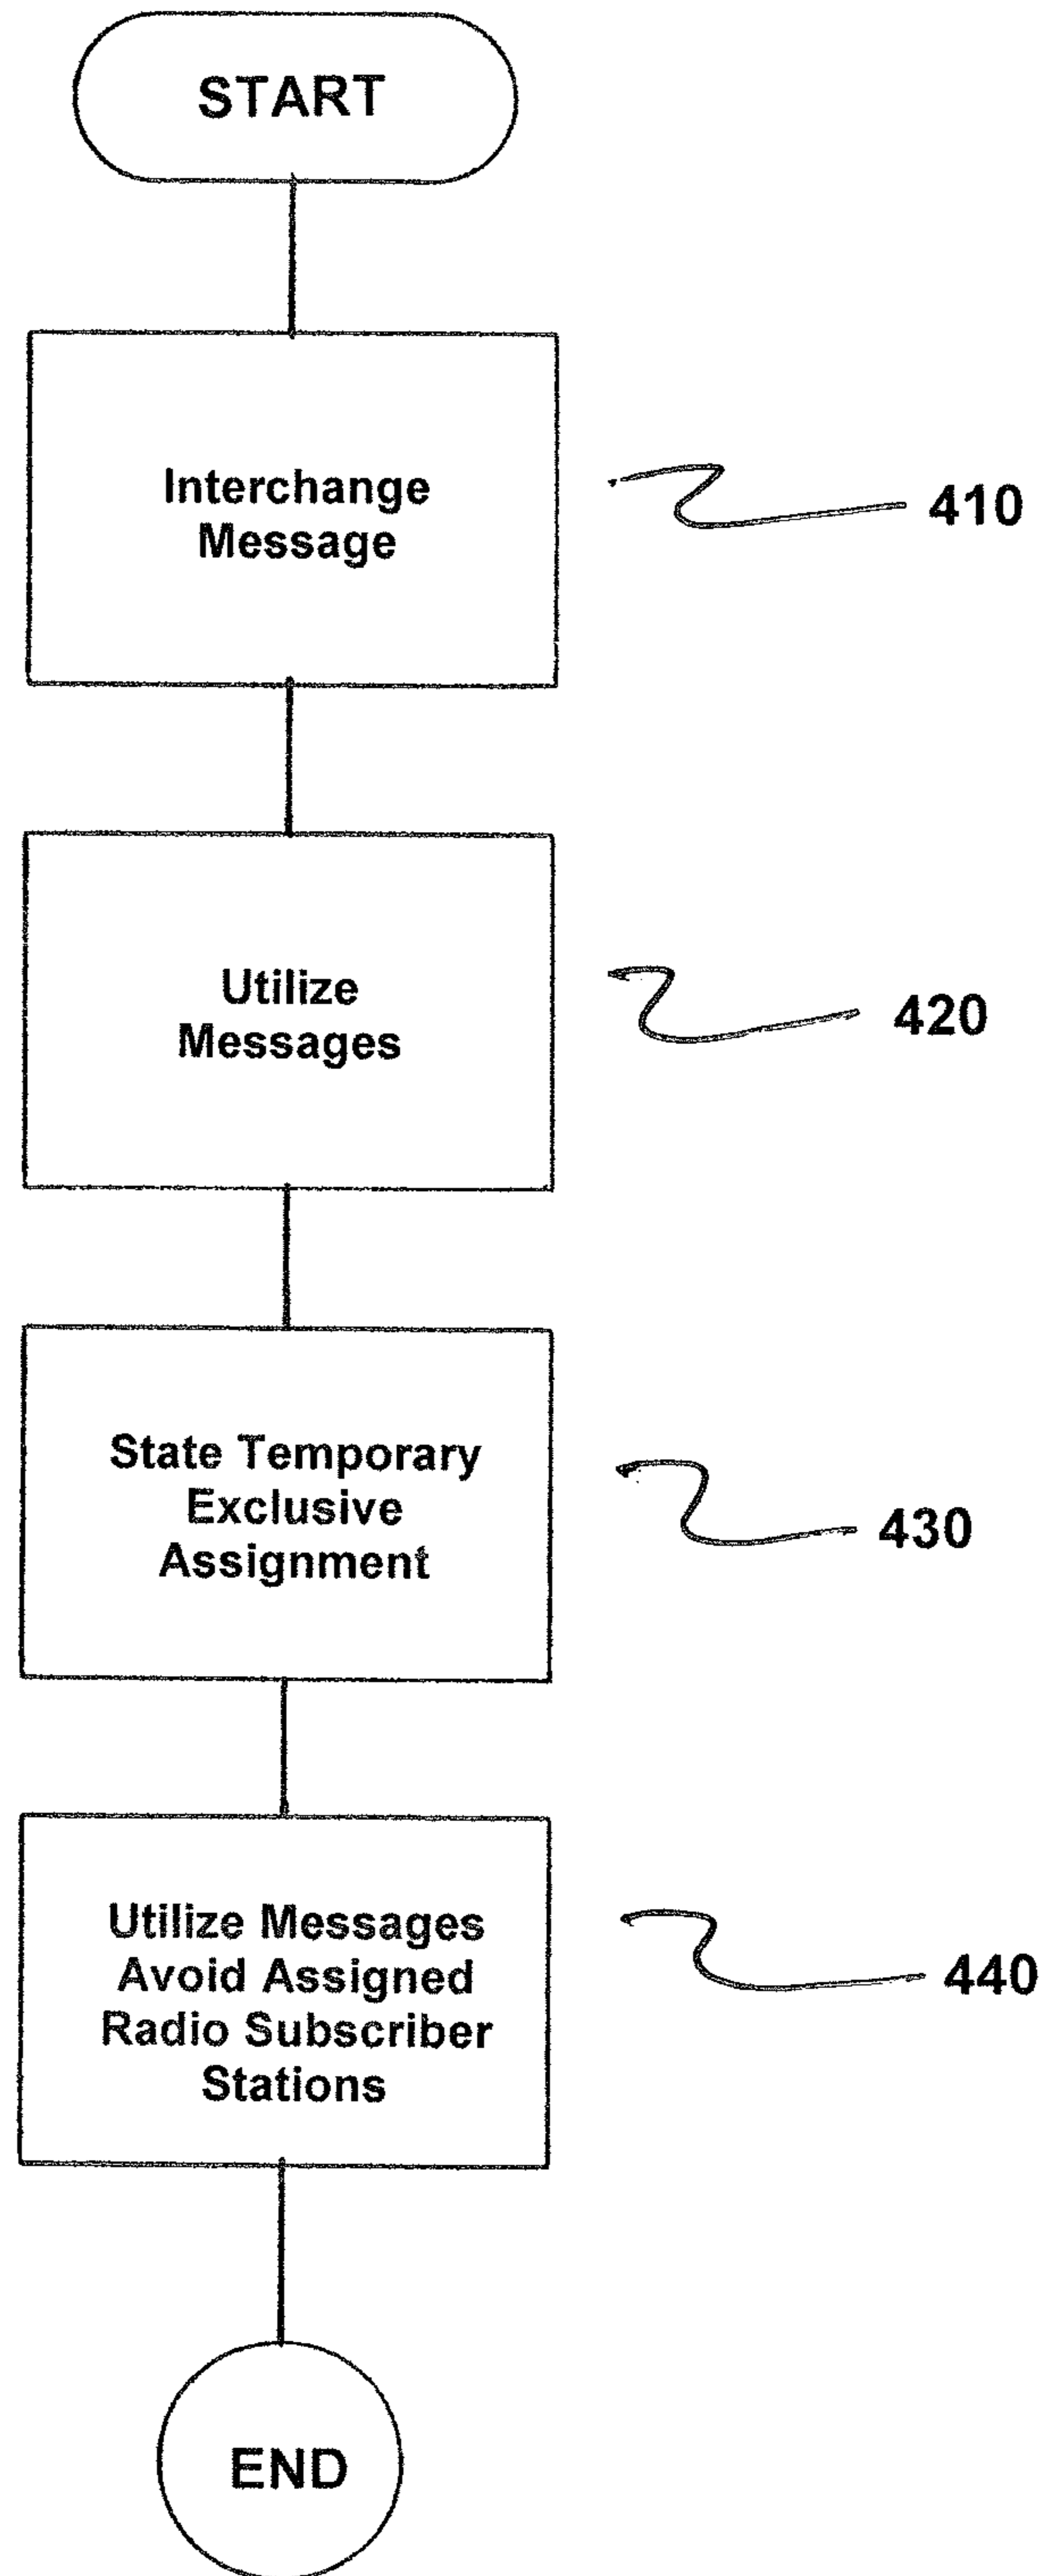 START
Interchange
Message
410
Utilize
Messages
420
State Temporary
Exclusive
Assignment
430
Utilize Messages
Avoid Assigned
Radio Subscriber
Stations
440
END